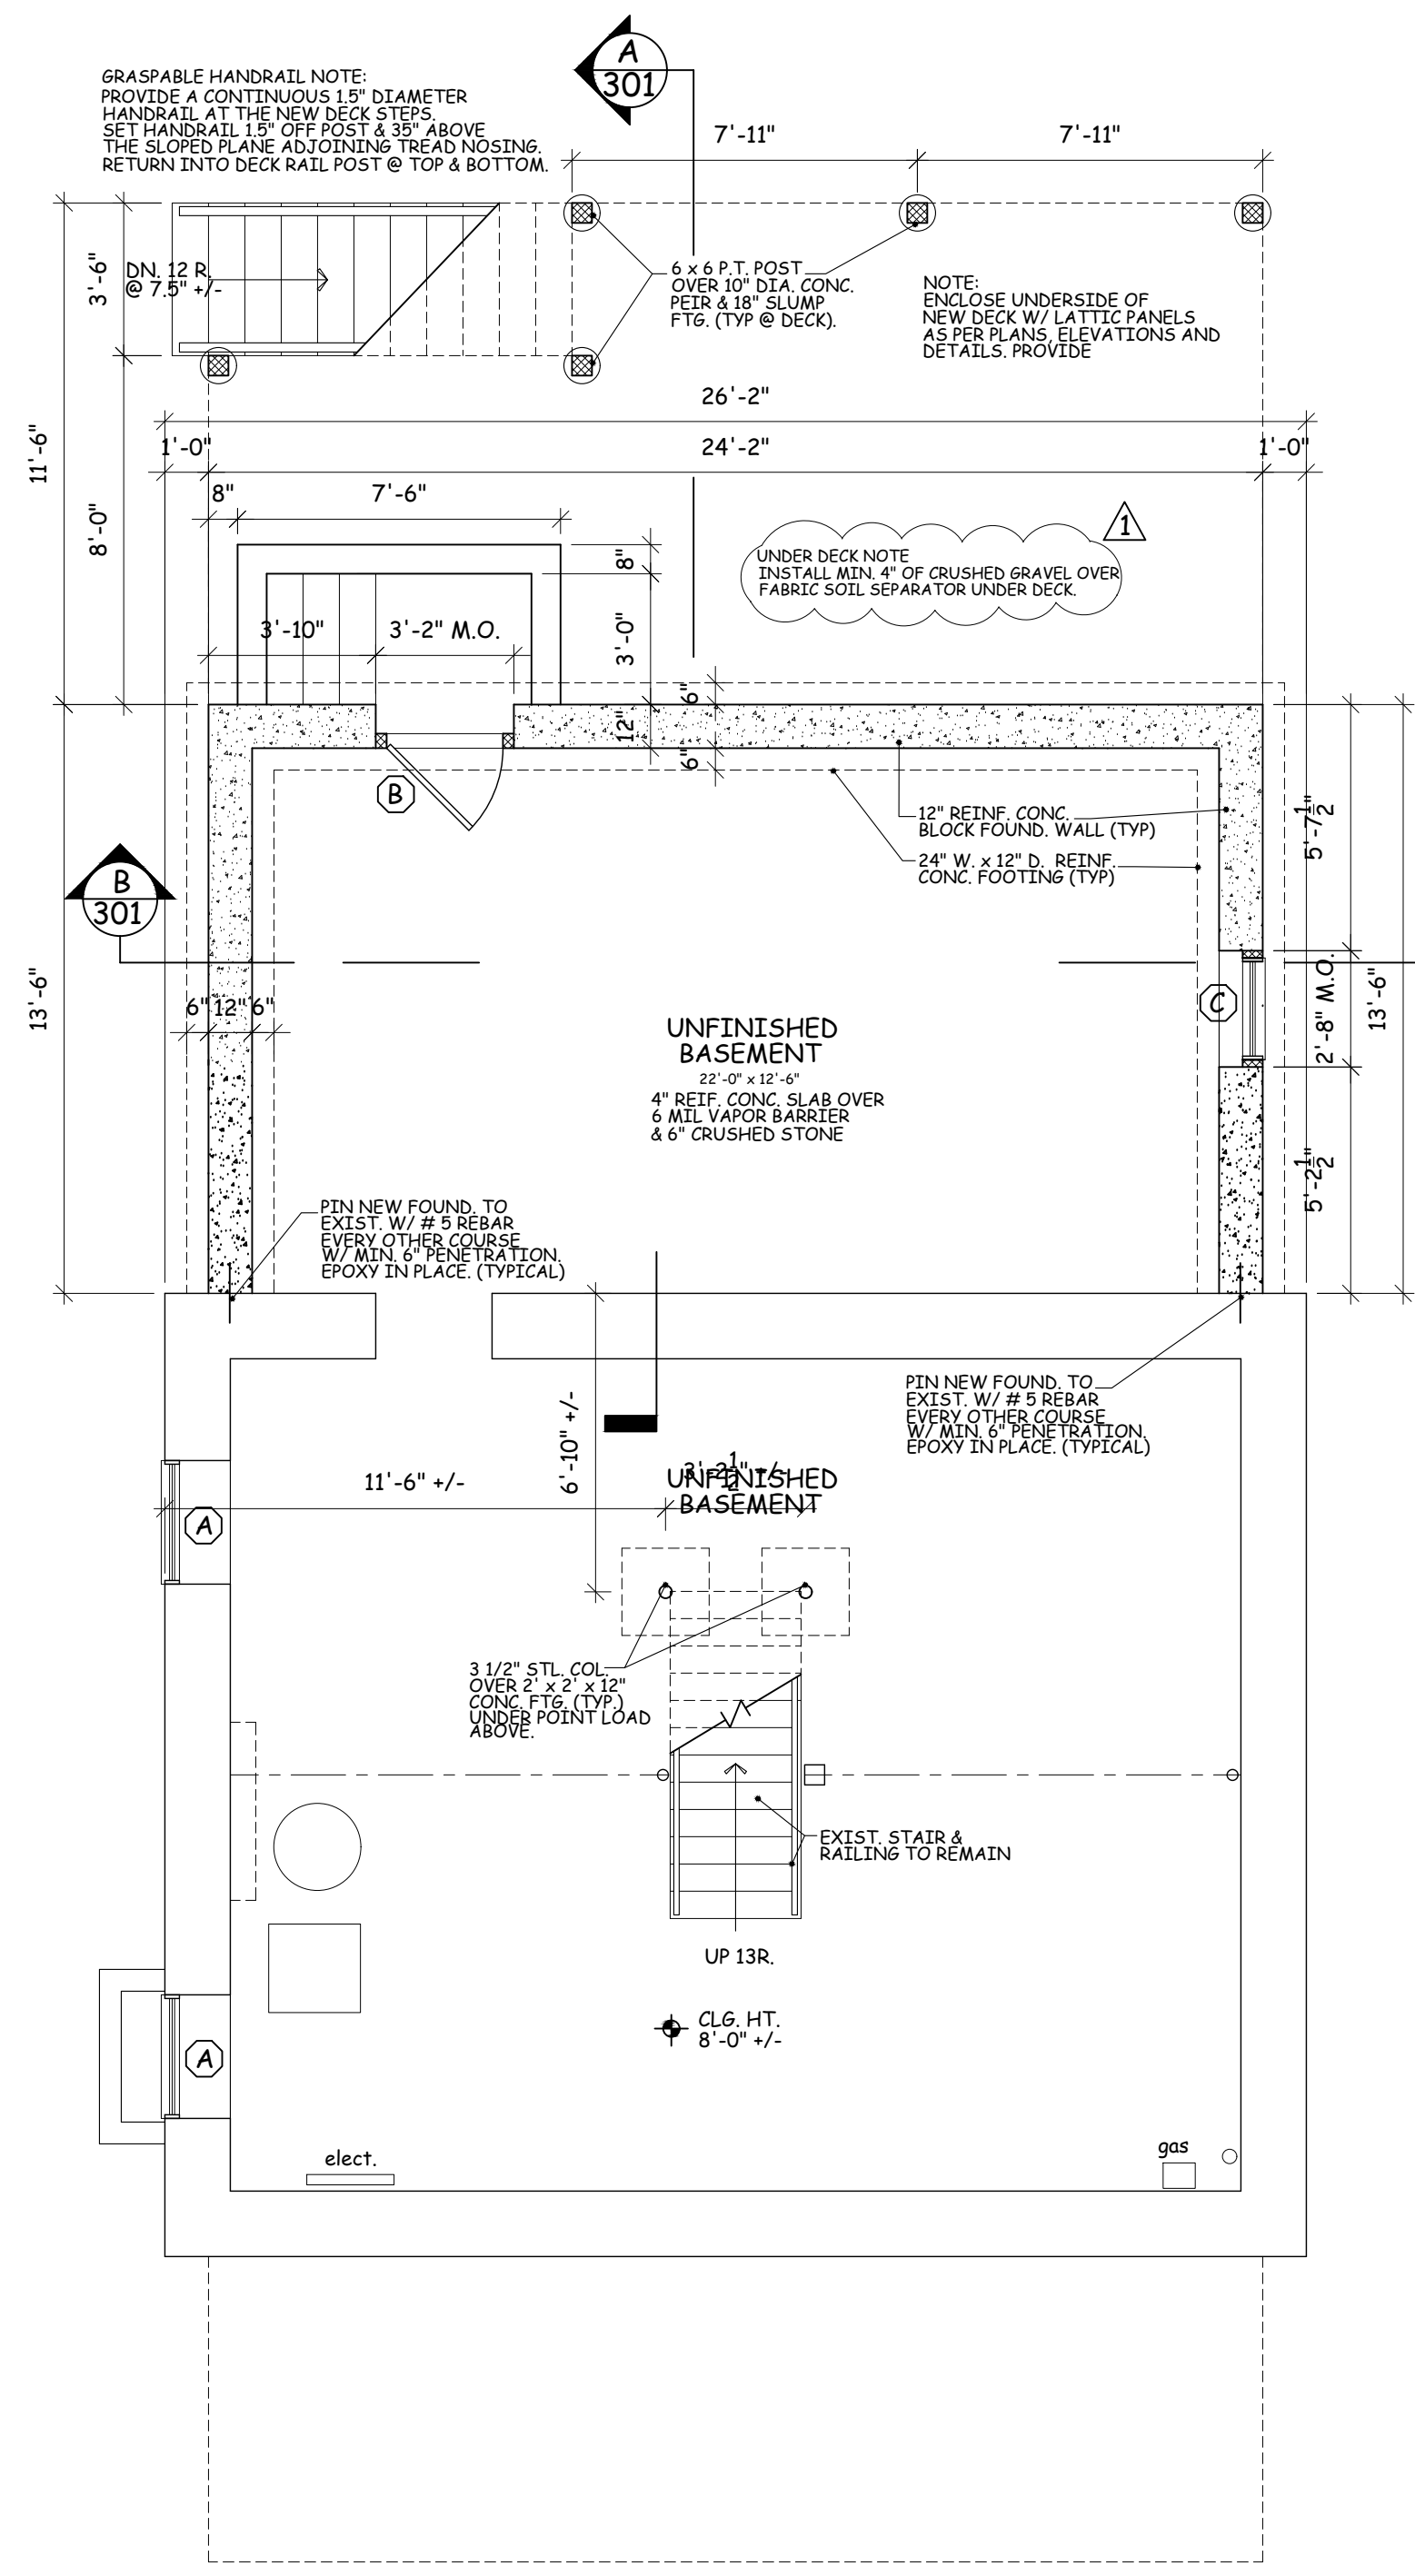 A
301
GRASPABLE HANDRAIL NOTE:
PROVIDE A CONTINUOUS 1.5" DIAMETER
HANDRAIL AT THE NEW DECK STEPS.
SET HANDRAIL 1.5" OFF POST & 35" ABOVE
THE SLOPED PLANE ADJOINING TREAD NOSING.
RETURN INTO DECK RAIL POST @ TOP & BOTTOM.
7'-11"
7'-11"
3'-6"
DN. 12 R.
@ 7.5" +/-
6 x 6 P.T. POST
OVER 10" DIA. CONC.
PEIR & 18" SLUMP
FTG. (TYP @ DECK).
NOTE:
ENCLOSE UNDERSIDE OF
NEW DECK W/ LATTIC PANELS
AS PER PLANS, ELEVATIONS AND
DETAILS. PROVIDE
26'-2"
11'-6"
1'-0"
24'-2"
1'-0"
8'-0"
8"
7'-6"
8"
1
UNDER DECK NOTE
INSTALL MIN. 4" OF CRUSHED GRAVEL OVER
FABRIC SOIL SEPARATOR UNDER DECK.
3'-10"
3'-2" M.O.
3'-0"
6"
12"
6"
B
12" REINF. CONC.
BLOCK FOUND. WALL (TYP)
24" W. x 12" D. REINF.
CONC. FOOTING (TYP)
5'-7 1/2"
B
301
13'-6"
6"
12"
6"
C
2'-8" M.O.
13'-6"
UNFINISHED
BASEMENT
22'-0" x 12'-6"
4" REIF. CONC. SLAB OVER
6 MIL VAPOR BARRIER
& 6" CRUSHED STONE
5'-2 1/2"
PIN NEW FOUND. TO
EXIST. W/ # 5 REBAR
EVERY OTHER COURSE
W/ MIN. 6" PENETRATION.
EPOXY IN PLACE. (TYPICAL)
PIN NEW FOUND. TO
EXIST. W/ # 5 REBAR
EVERY OTHER COURSE
W/ MIN. 6" PENETRATION.
EPOXY IN PLACE. (TYPICAL)
6'-10" +/-
11'-6" +/-
3'-2 1/2" +/-
UNFINISHED
BASEMENT
A
3 1/2" STL. COL.
OVER 2' x 2' x 12"
CONC. FTG. (TYP.)
UNDER POINT LOAD
ABOVE.
EXIST. STAIR &
RAILING TO REMAIN
UP 13R.
CLG. HT.
8'-0" +/-
A
elect.
gas